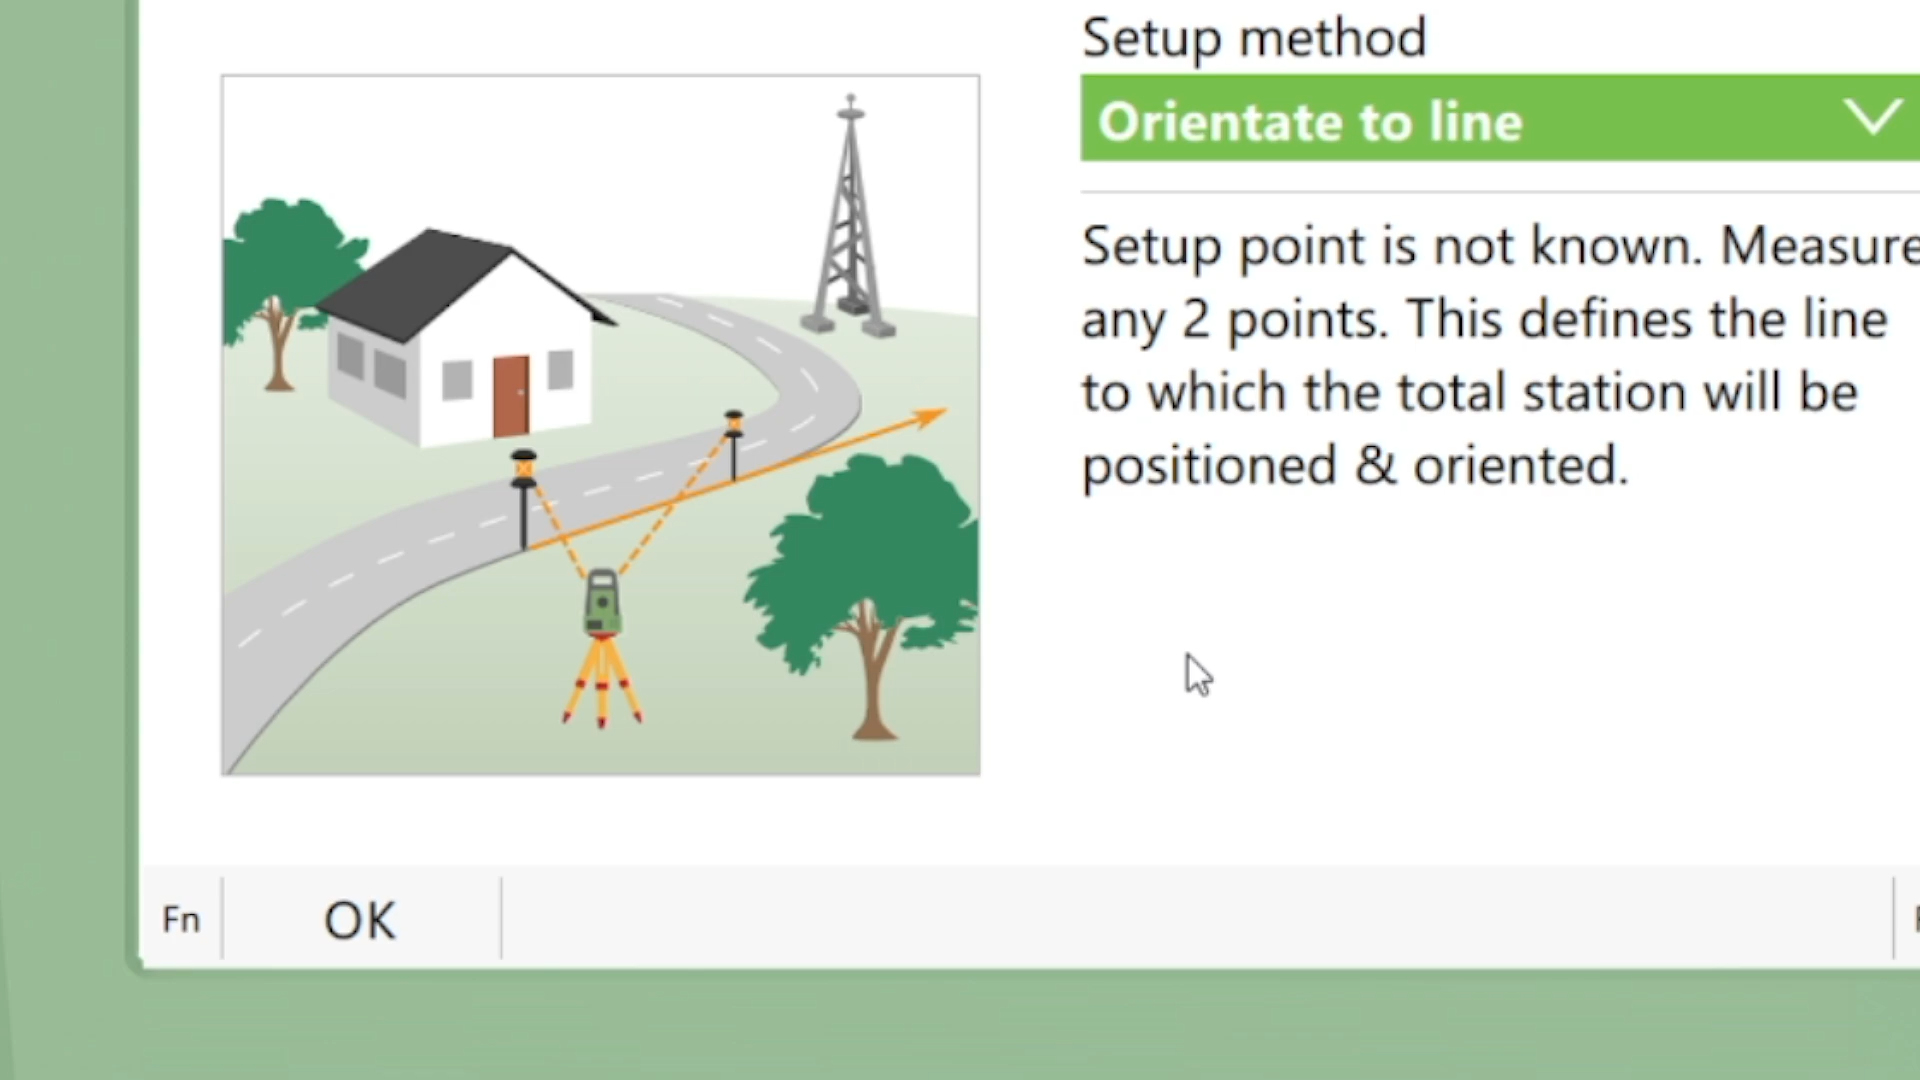 Setup method
Orientate to line
Setup point is not known. Measure
any 2 points. This defines the line
to which the total station will be
positioned & oriented.
Fn
OK